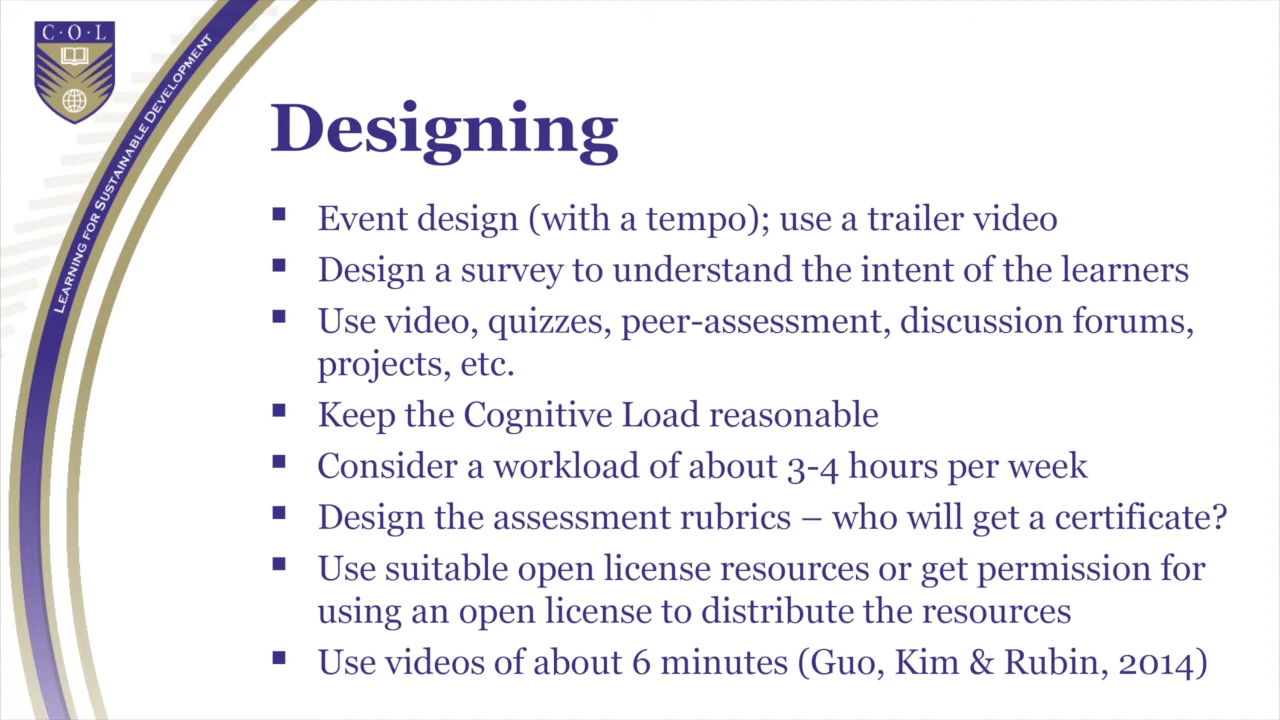 C·O·L
LEARNING FOR SUSTAINABLE DEVELOPMENT
Designing
▪ Event design (with a tempo); use a trailer video
▪ Design a survey to understand the intent of the learners
▪ Use video, quizzes, peer-assessment, discussion forums,
projects, etc.
▪ Keep the Cognitive Load reasonable
▪ Consider a workload of about 3-4 hours per week
▪ Design the assessment rubrics – who will get a certificate?
▪ Use suitable open license resources or get permission for
using an open license to distribute the resources
▪ Use videos of about 6 minutes (Guo, Kim & Rubin, 2014)